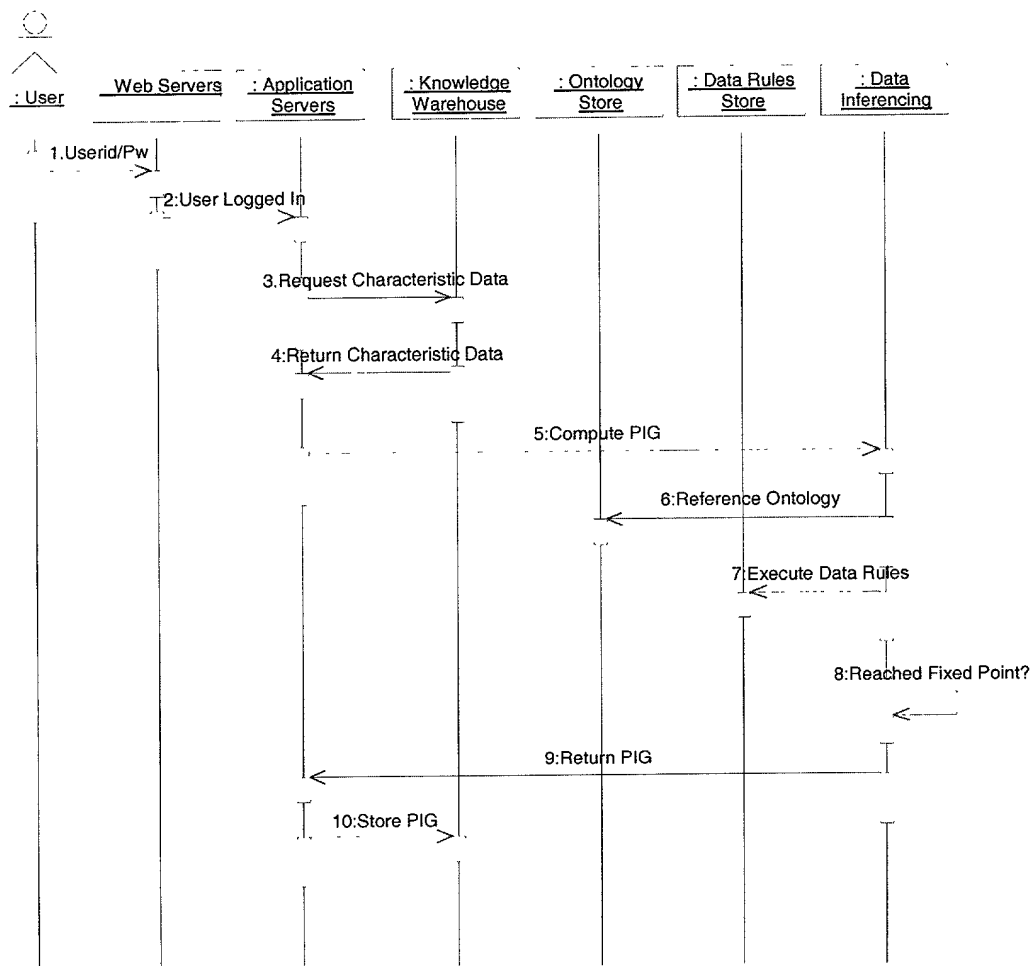 : User
Web Servers
: Application
Servers
: Knowledge
Warehouse
: Ontology
Store
: Data Rules
Store
: Data
Inferencing
1.Userid/Pw
2:User Logged In
3.Request Characteristic Data
4:Return Characteristic Data
5:Compute PIG
6:Reference Ontology
7:Execute Data Rules
8:Reached Fixed Point?
9:Return PIG
10:Store PIG